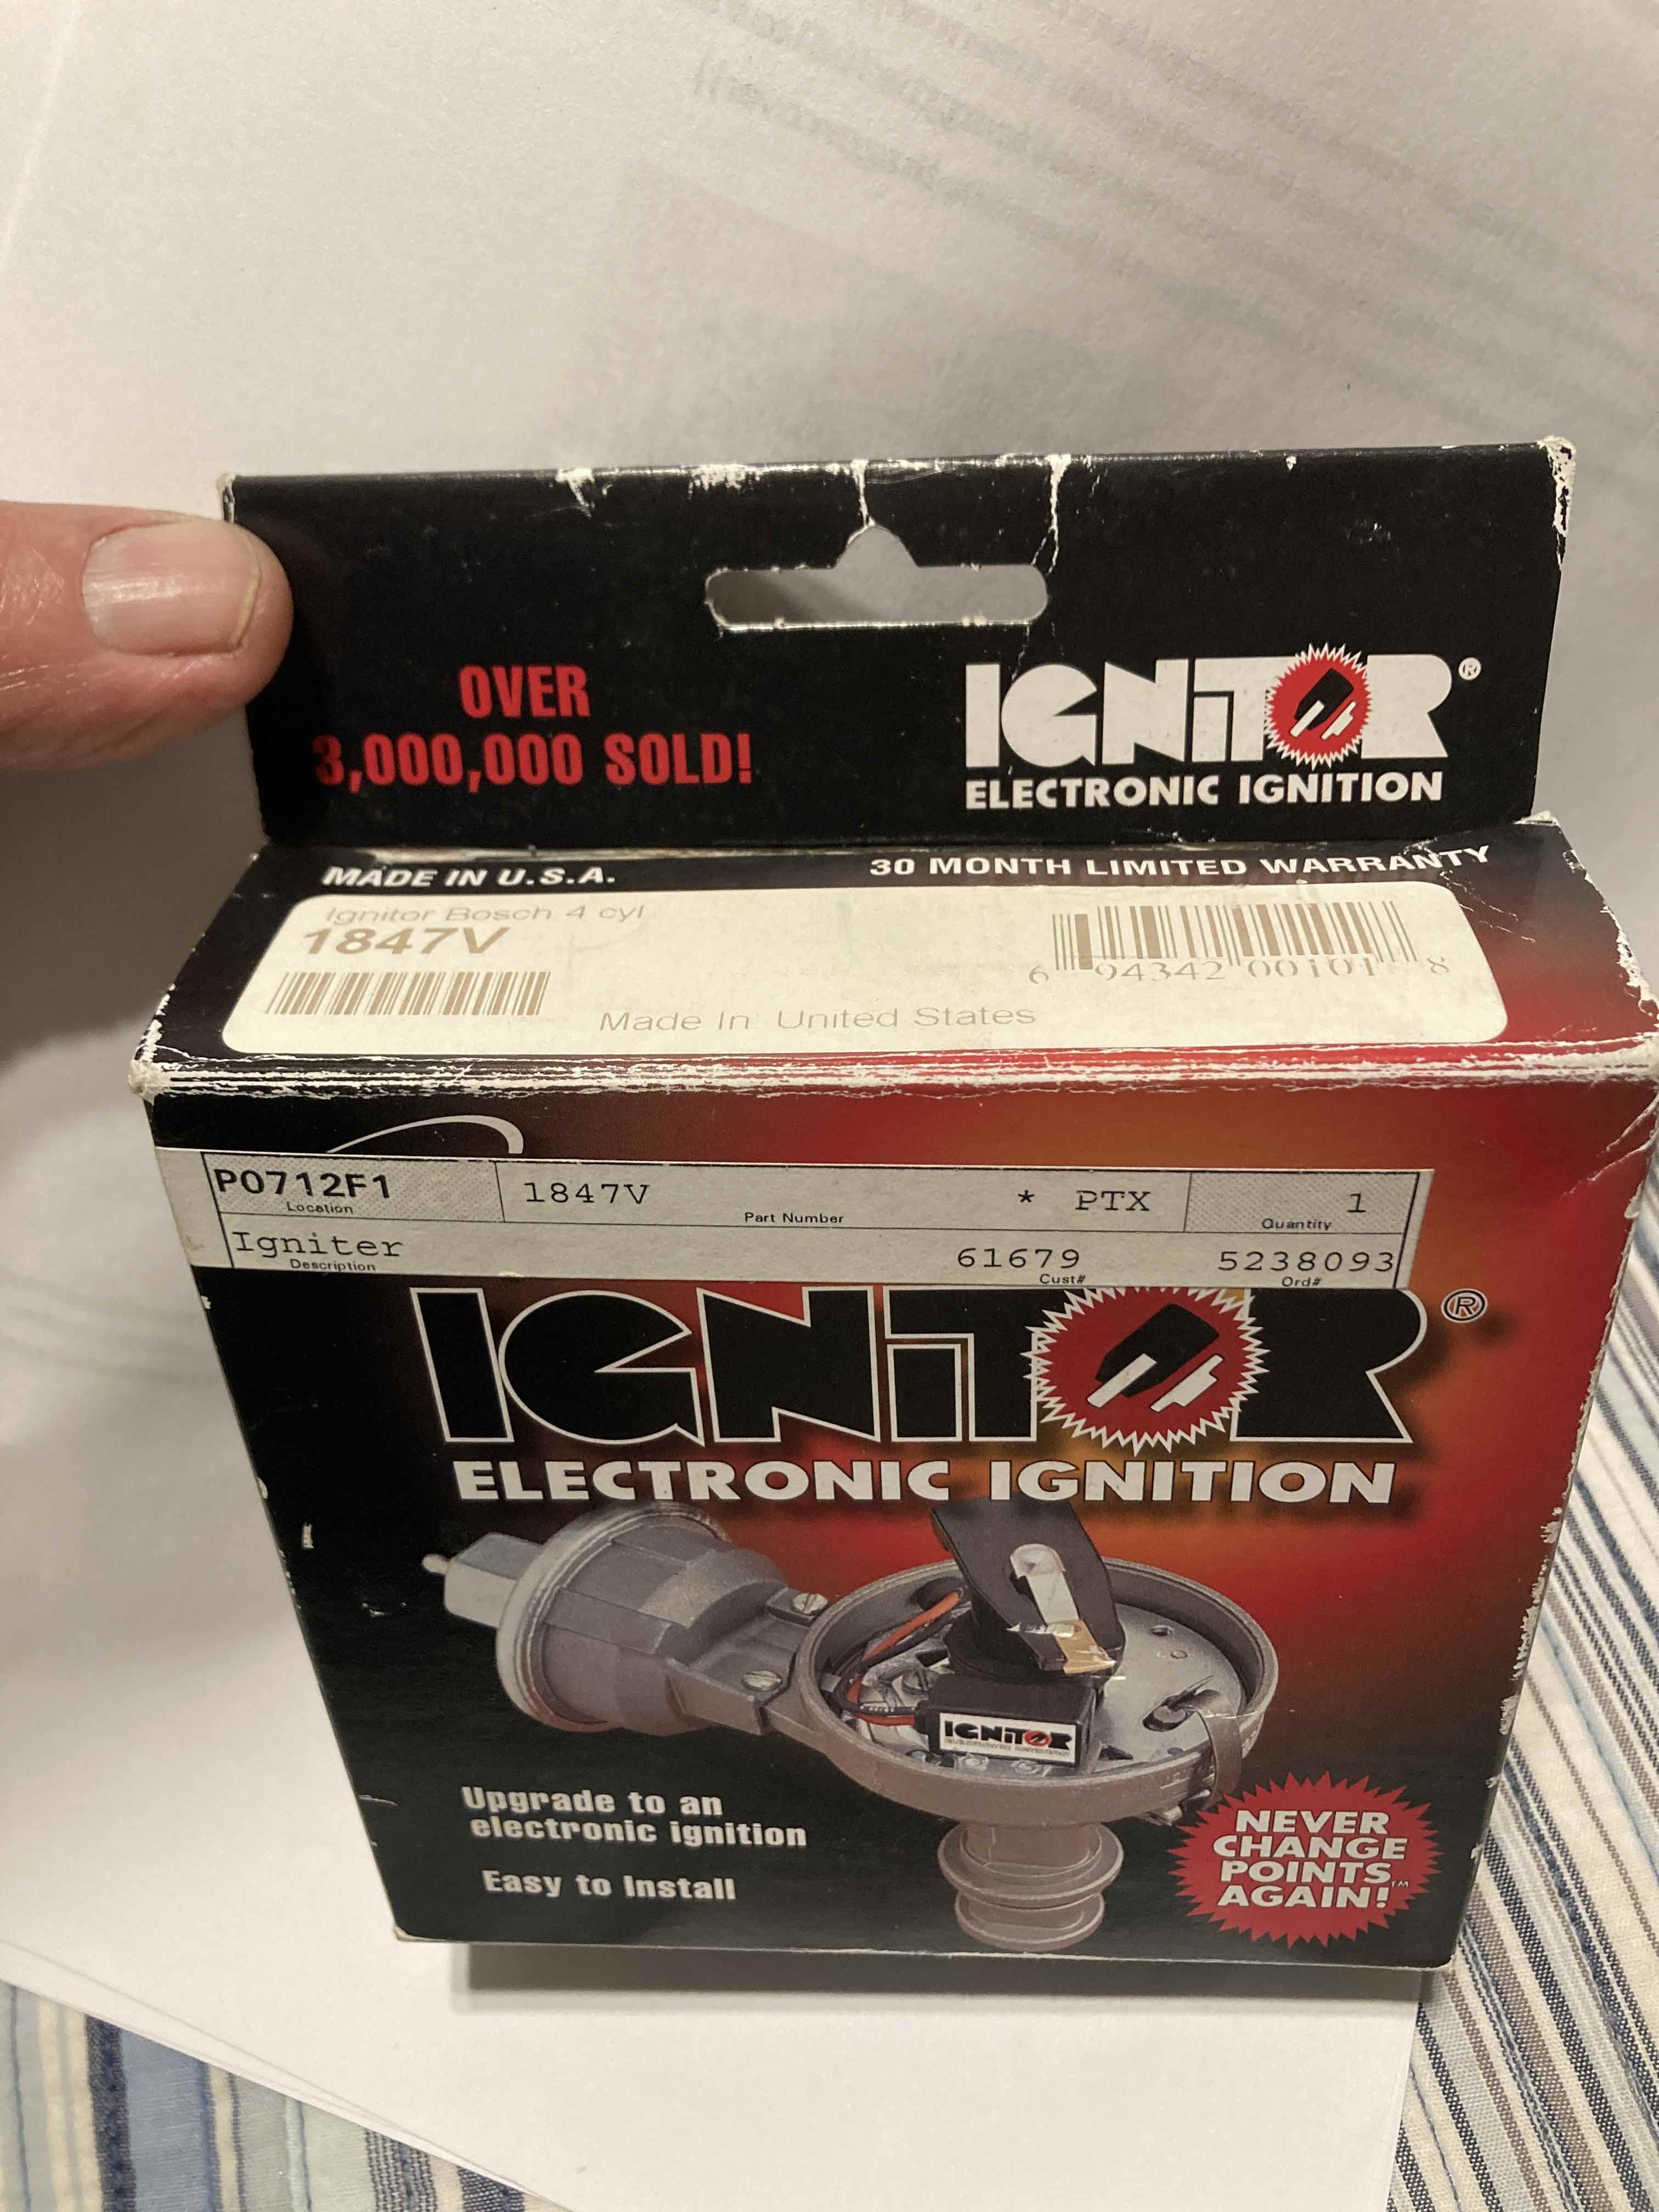 OVER
3,000,000 SOLD!
IGNITOR®
ELECTRONIC IGNITION
MADE IN U.S.A.
30 MONTH LIMITED WARRANTY
Ignitor Bosch 4 cyl
1847V
6 94342 00101 8
Made In United States
P0712F1
Location
1847V * PTX
Part Number
1
Quantity
Igniter
Description
61679
Cust#
5238093
Ord#
IGNITOR®
ELECTRONIC IGNITION
IGNITOR
Upgrade to an
electronic ignition
Easy to Install
NEVER
CHANGE
POINTS™
AGAIN!